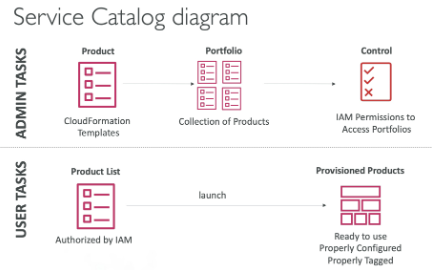 Service Catalog diagram
ADMIN TASKS
Product
Portfolio
Control
CloudFormation
Templates
Collection of Products
IAM Permissions to
Access Portfolios
USER TASKS
Product List
launch
Provisioned Products
Authorized by IAM
Ready to use
Properly Configured
Properly Tagged